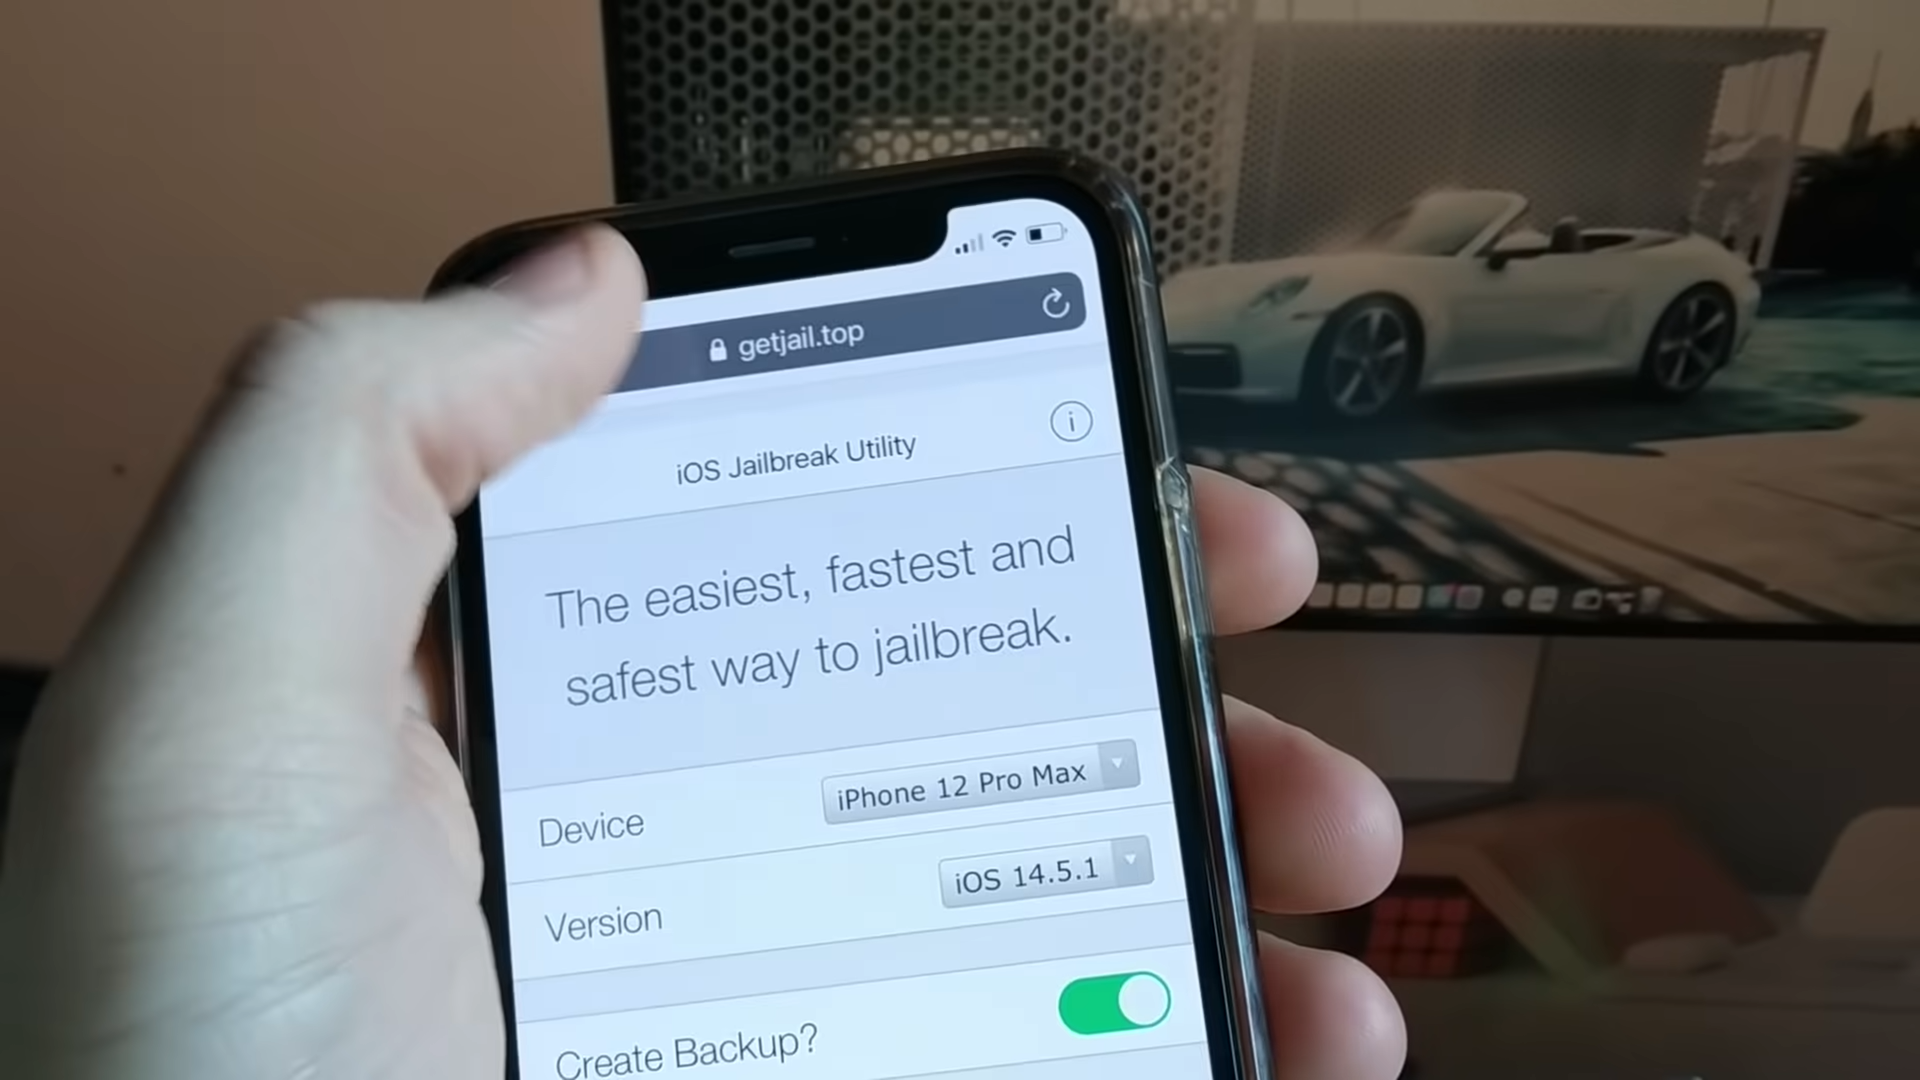 getjail.top
iOS Jailbreak Utility
The easiest, fastest and
safest way to jailbreak.
Device
iPhone 12 Pro Max
Version
iOS 14.5.1
Create Backup?